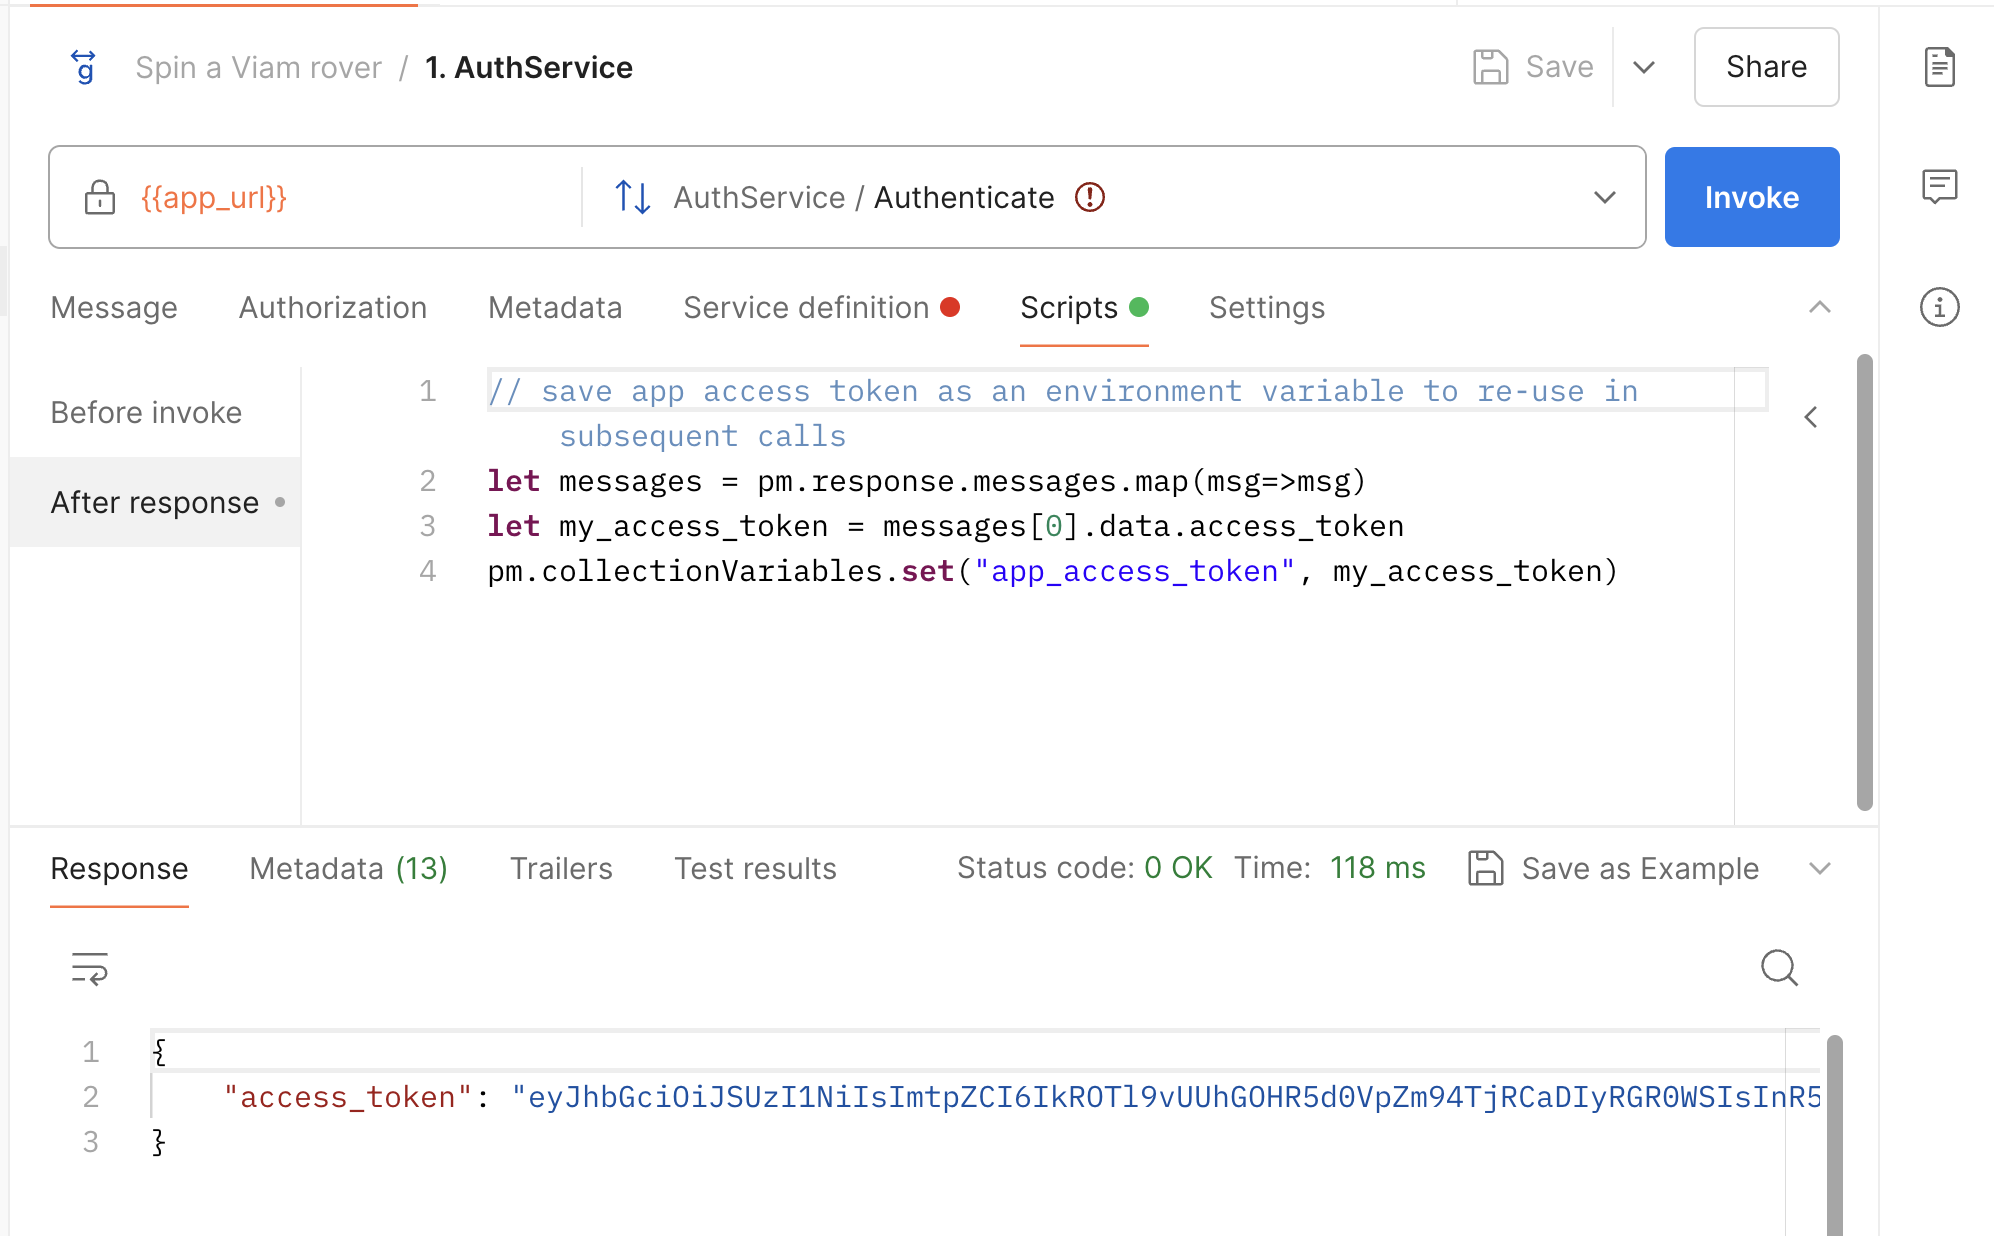 Spin a Viam rover / 1. AuthService
Save
Share
{{app_url}}
AuthService / Authenticate
Invoke
Message Authorization Metadata Service definition Scripts Settings
Before invoke
After response
1 // save app access token as an environment variable to re-use in
subsequent calls
2 let messages = pm.response.messages.map(msg=>msg)
3 let my_access_token = messages[0].data.access_token
4 pm.collectionVariables.set("app_access_token", my_access_token)
Response Metadata (13) Trailers Test results Status code: 0 OK Time: 118 ms Save as Example
1 {
2 "access_token": "eyJhbGciOiJSUzI1NiIsImtpZCI6IkROTl9vUUhGOHR5d0VpZm94TjRCaDIyRGR0WSIsInR5
3 }